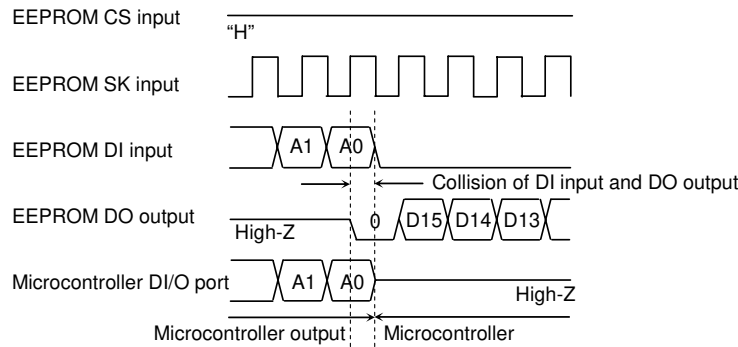 EEPROM CS input
“H”
EEPROM SK input
EEPROM DI input
A1
A0
Collision of DI input and DO output
EEPROM DO output
High-Z
0
D15
D14
D13
Microcontroller DI/O port
A1
A0
High-Z
Microcontroller output
Microcontroller